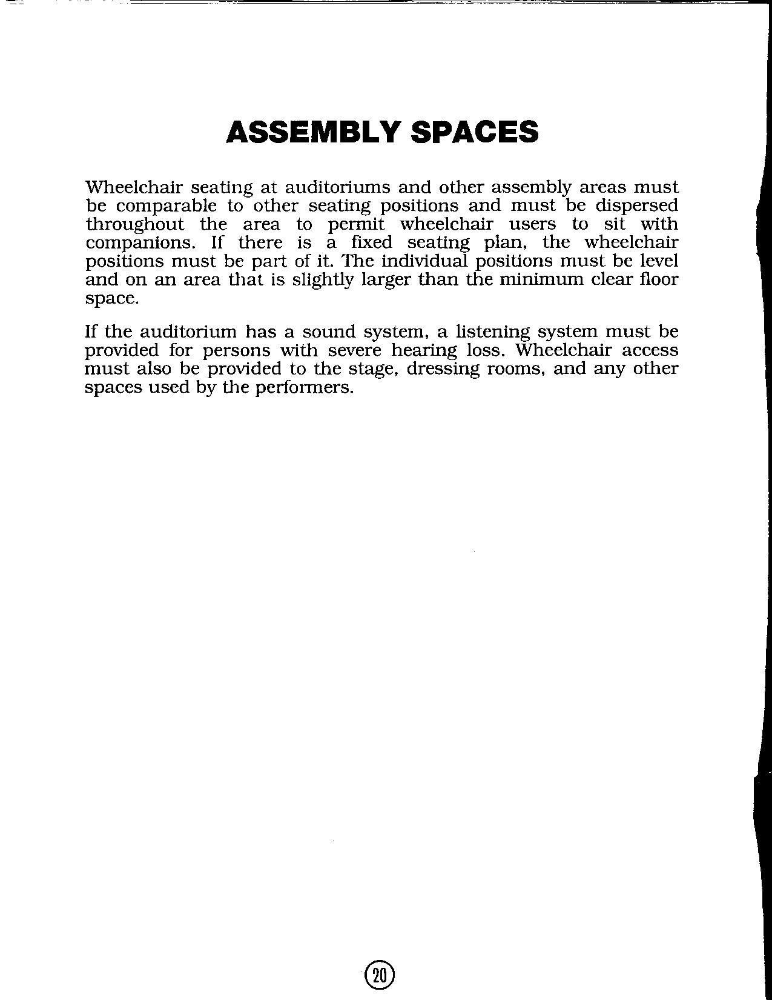 ASSEMBLY SPACES
Wheelchair seating at auditoriums and other assembly areas must
be comparable to other seating positions and must be dispersed
throughout the area to permit wheelchair users to sit with
companions. If there is a fixed seating plan, the wheelchair
positions must be part of it. The individual positions must be level
and on an area that is slightly larger than the minimum clear floor
space.
If the auditorium has a sound system, a listening system must be
provided for persons with severe hearing loss. Wheelchair access
must also be provided to the stage, dressing rooms, and any other
spaces used by the performers.
20